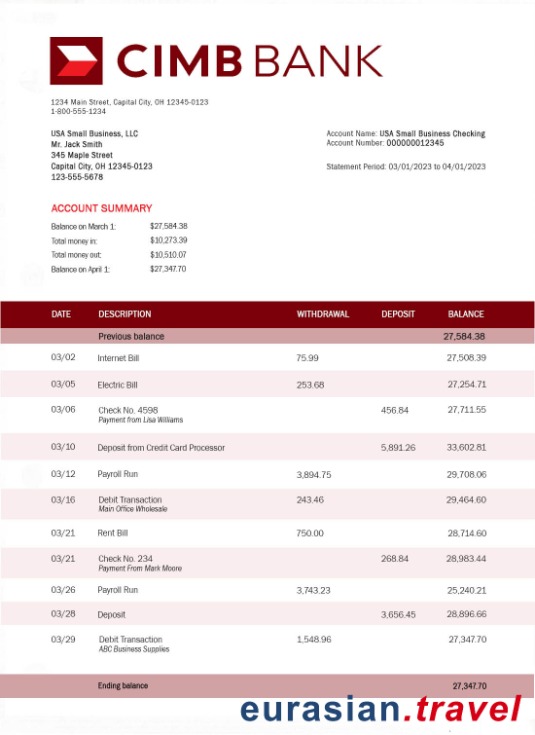 CIMB BANK
1234 Main Street, Capital City, OH 12345-0123
1-800-555-1234
USA Small Business, LLC
Mr. Jack Smith
345 Maple Street
Capital City, OH 12345-0123
123-555-5678
Account Name: USA Small Business Checking
Account Number: 000000012345
Statement Period: 03/01/2023 to 04/01/2023
ACCOUNT SUMMARY
Balance on March 1: $27,584.38
Total money in: $10,273.39
Total money out: $10,510.07
Balance on April 1: $27,347.70
DATE DESCRIPTION WITHDRAWAL DEPOSIT BALANCE
Previous balance 27,584.38
03/02 Internet Bill 75.99 27,508.39
03/05 Electric Bill 253.68 27,254.71
03/06 Check No. 4598 456.84 27,711.55
Payment from Lisa Williams
03/10 Deposit from Credit Card Processor 5,891.26 33,602.81
03/12 Payroll Run 3,894.75 29,708.06
03/16 Debit Transaction 243.46 29,464.60
Main Office Wholesale
03/21 Rent Bill 750.00 28,714.60
03/21 Check No. 234 268.84 28,983.44
Payment From Mark Moore
03/26 Payroll Run 3,743.23 25,240.21
03/28 Deposit 3,656.45 28,896.66
03/29 Debit Transaction 1,548.96 27,347.70
ABC Business Supplies
Ending balance 27,347.70
eurasian.travel